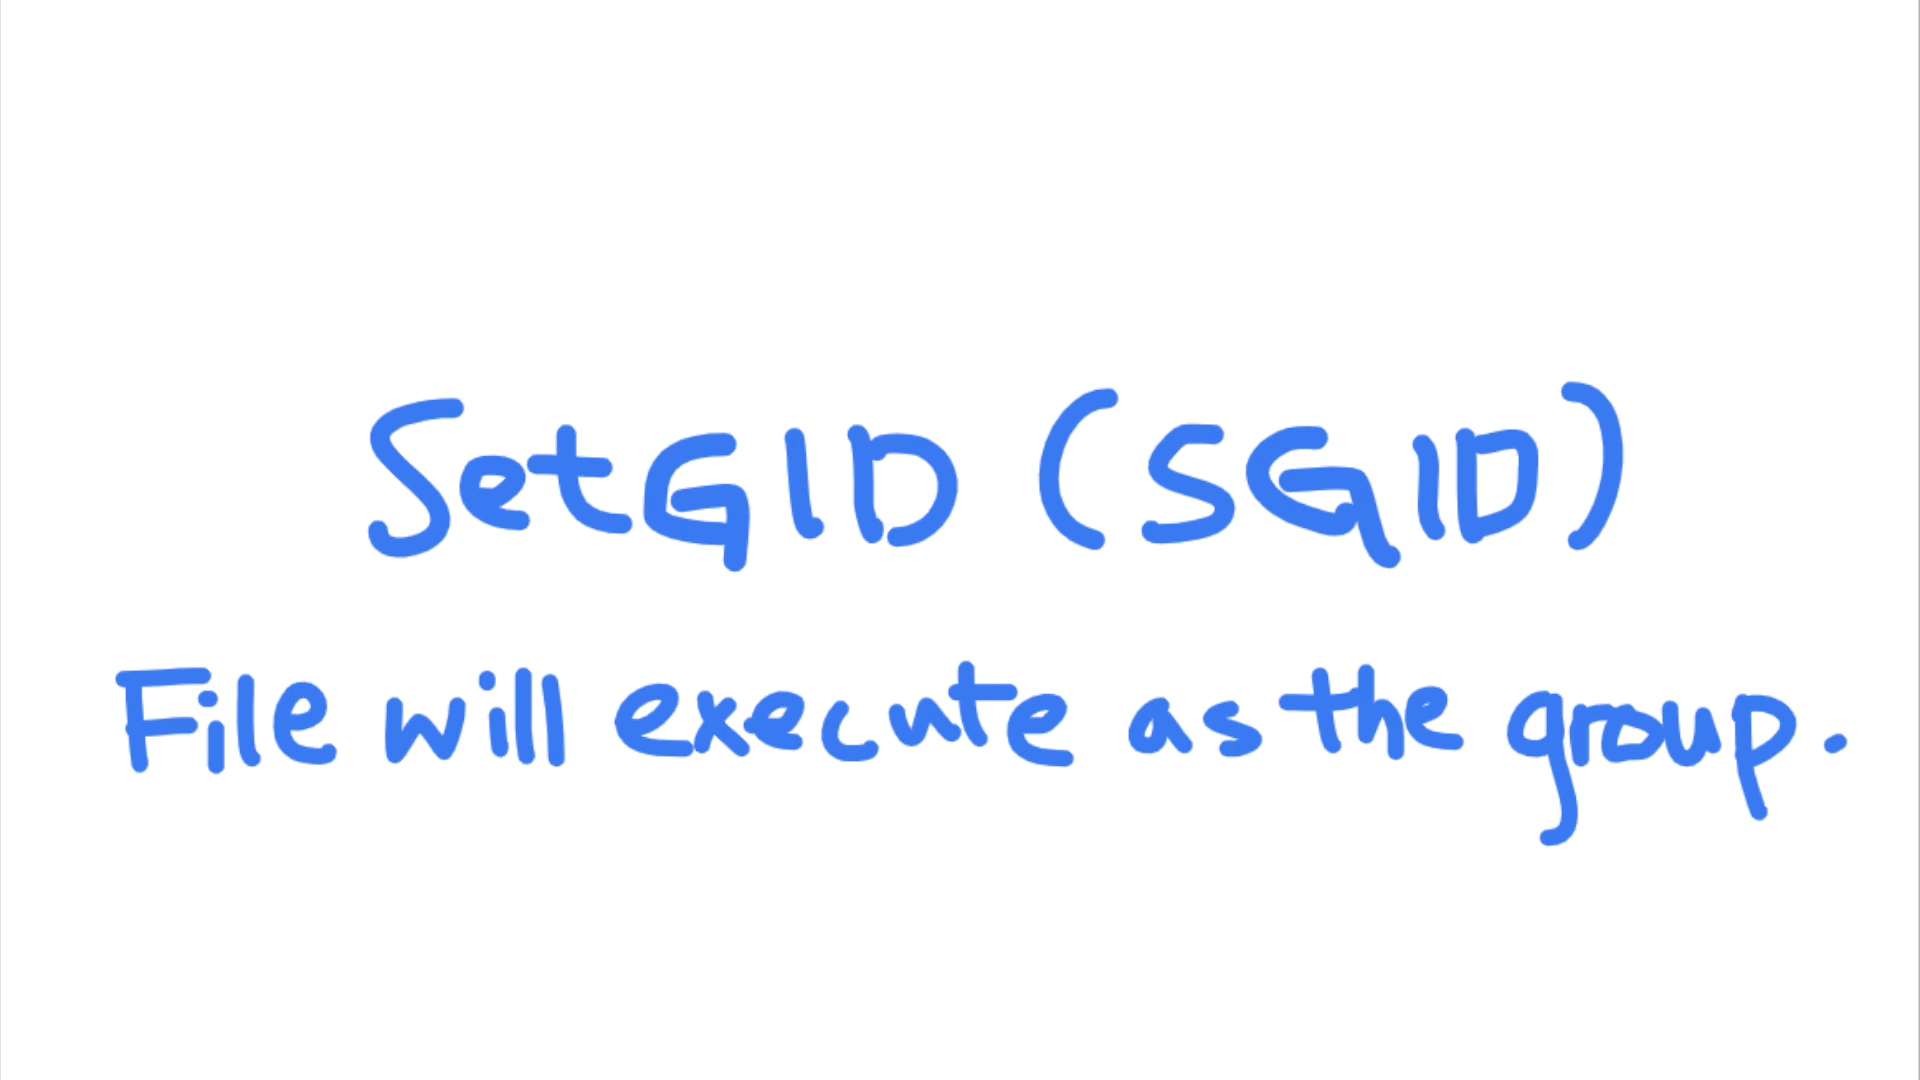 SetGID (SGID)
File will execute as the group.